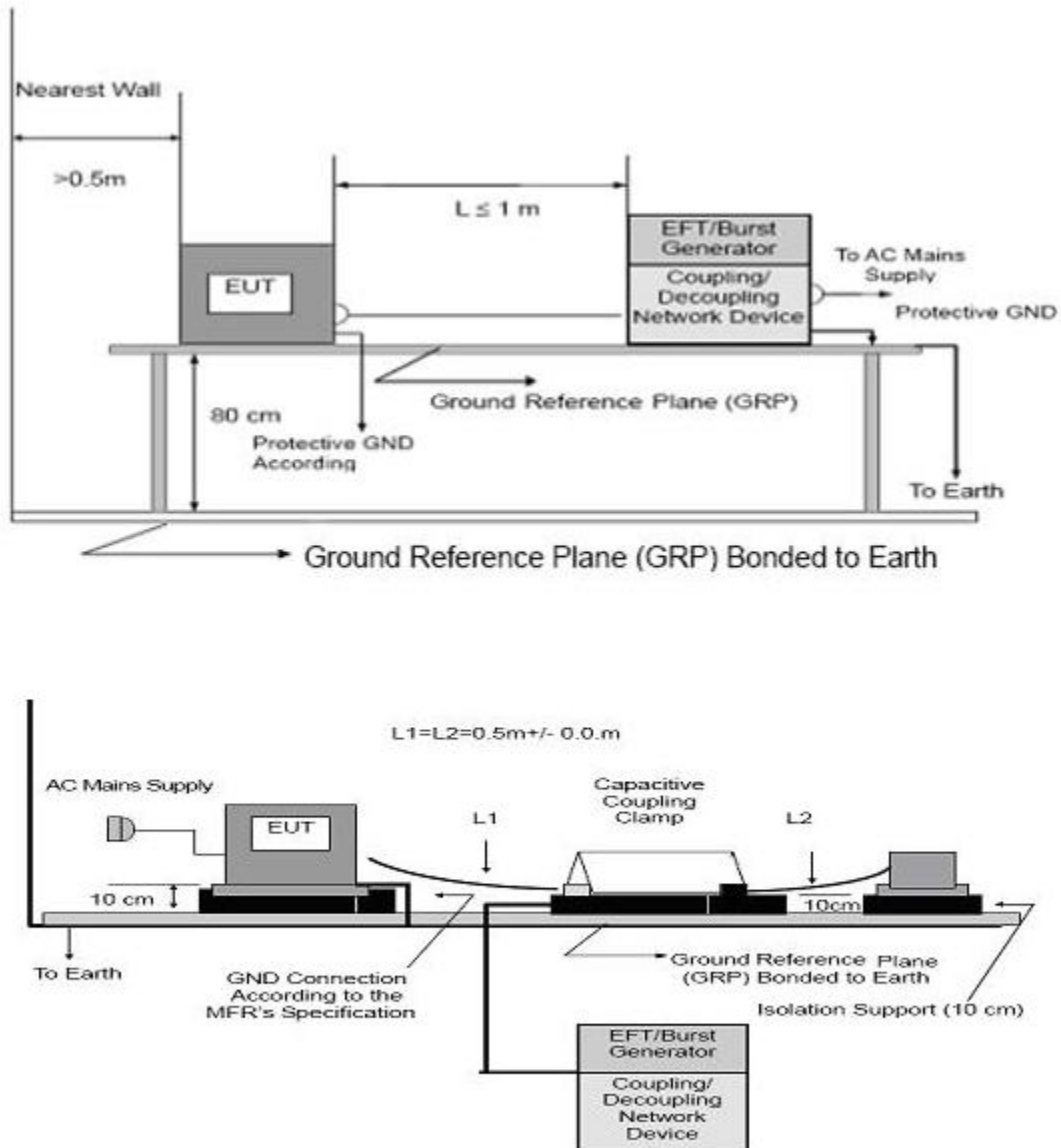 Nearest Wall
>0.5m
L ≤ 1 m
EUT
EFT/Burst
Generator
Coupling/
Decoupling
Network Device
To AC Mains
Supply
Protective GND
Ground Reference Plane (GRP)
80 cm
Protective GND
According
To Earth
Ground Reference Plane (GRP) Bonded to Earth
L1=L2=0.5m+/- 0.0.m
AC Mains Supply
EUT
L1
Capacitive
Coupling
Clamp
L2
10 cm
10cm
To Earth
GND Connection
According to the
MFR's Specification
Ground Reference Plane
(GRP) Bonded to Earth
Isolation Support (10 cm)
EFT/Burst
Generator
Coupling/
Decoupling
Network
Device